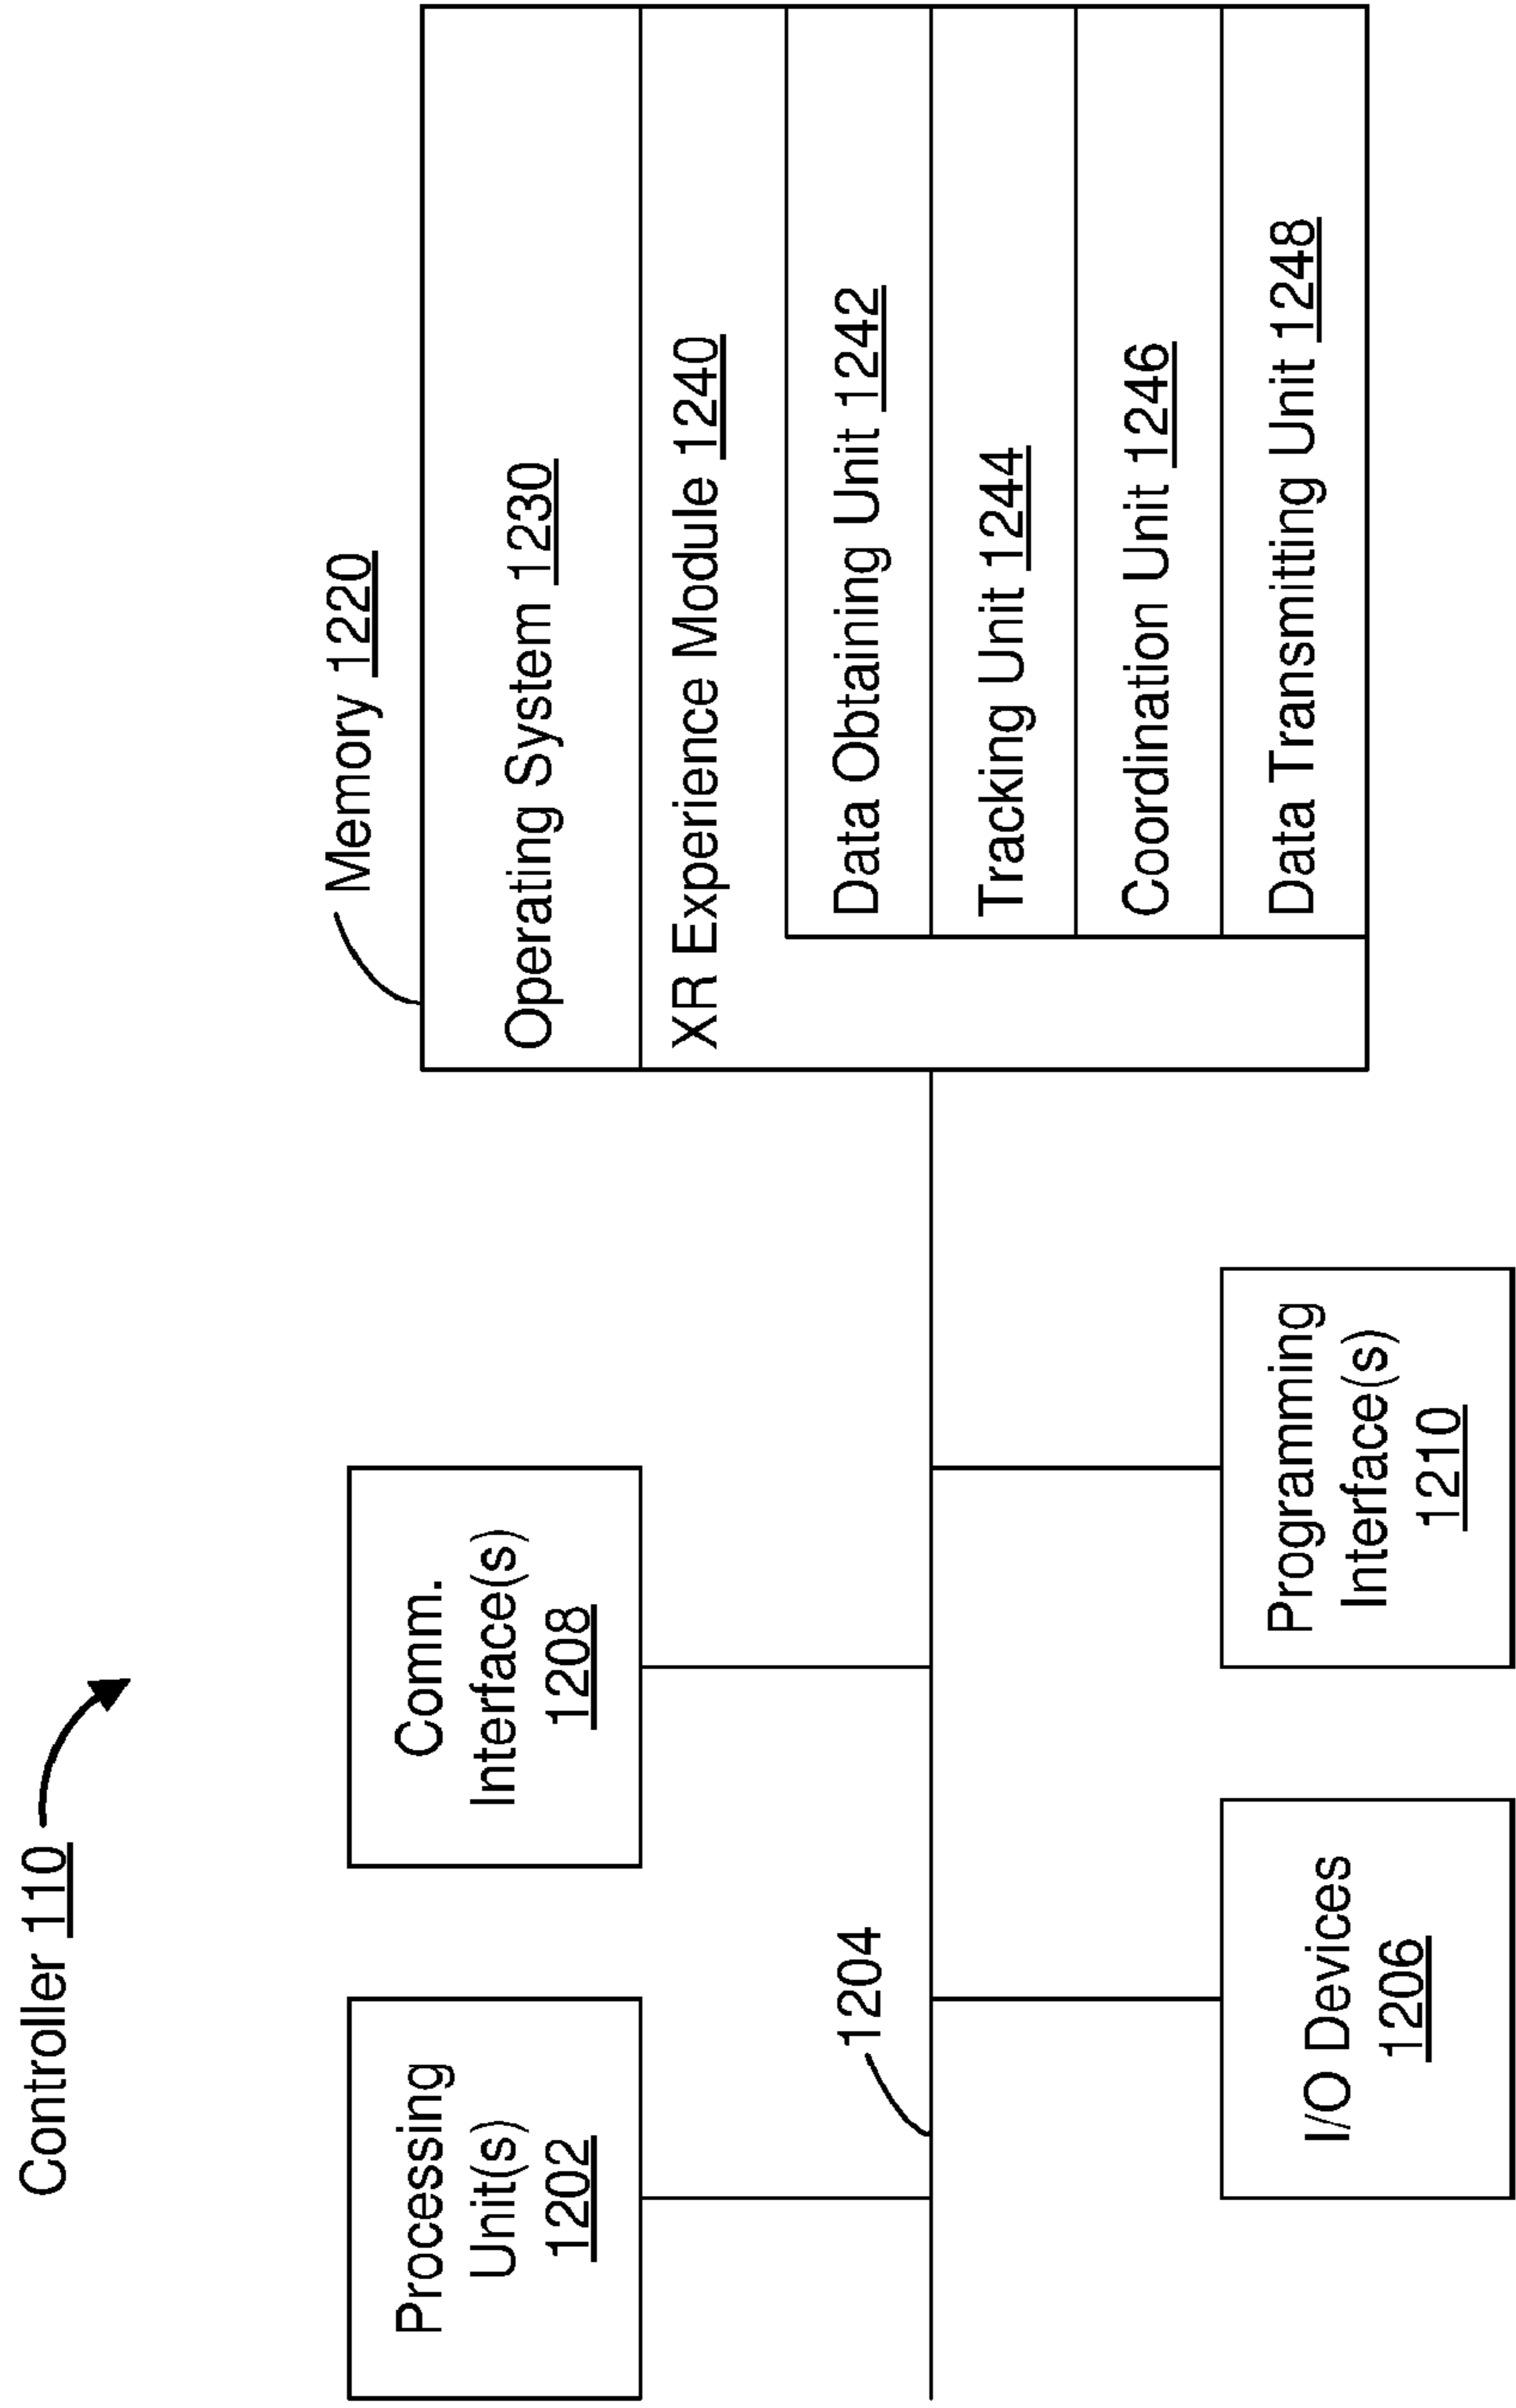 Controller 110
Processing
Unit(s)
1202
Comm.
Interface(s)
1208
1204
I/O Devices
1206
Programming
Interface(s)
1210
Memory 1220
Operating System 1230
XR Experience Module 1240
Data Obtaining Unit 1242
Tracking Unit 1244
Coordination Unit 1246
Data Transmitting Unit 1248